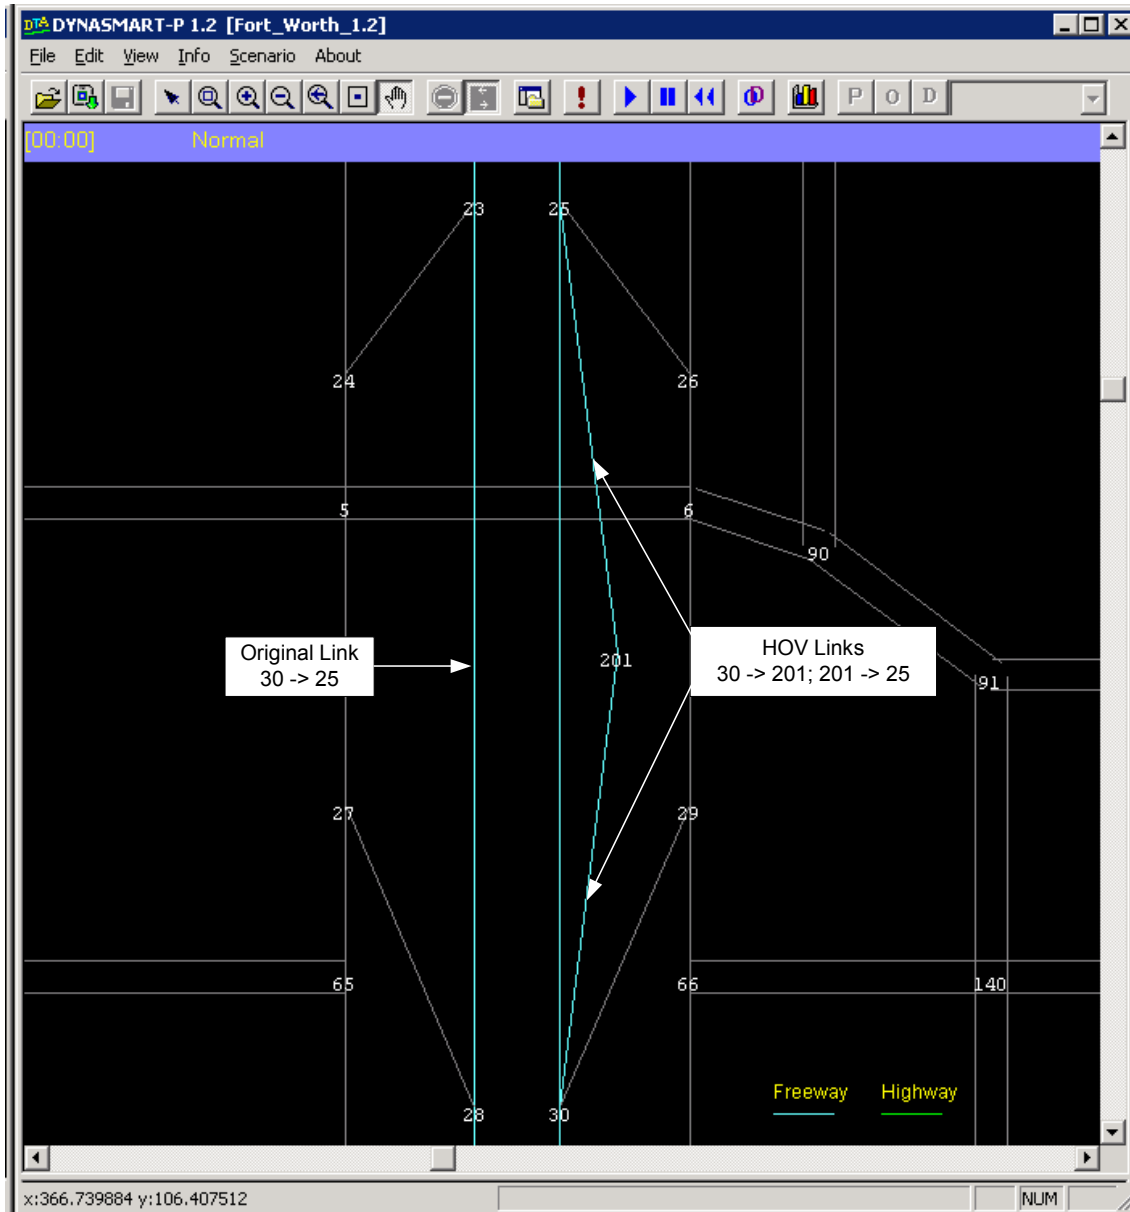 DYNASMART-P 1.2 [Fort_Worth_1.2]
File Edit View Info Scenario About
P O D
[00:00] Normal
23 25
24 26
5 6
90
Original Link
30 -> 25
201
HOV Links
30 -> 201; 201 -> 25
91
27 29
65 66 140
Freeway Highway
28 30
x:366.739884 y:106.407512 NUM